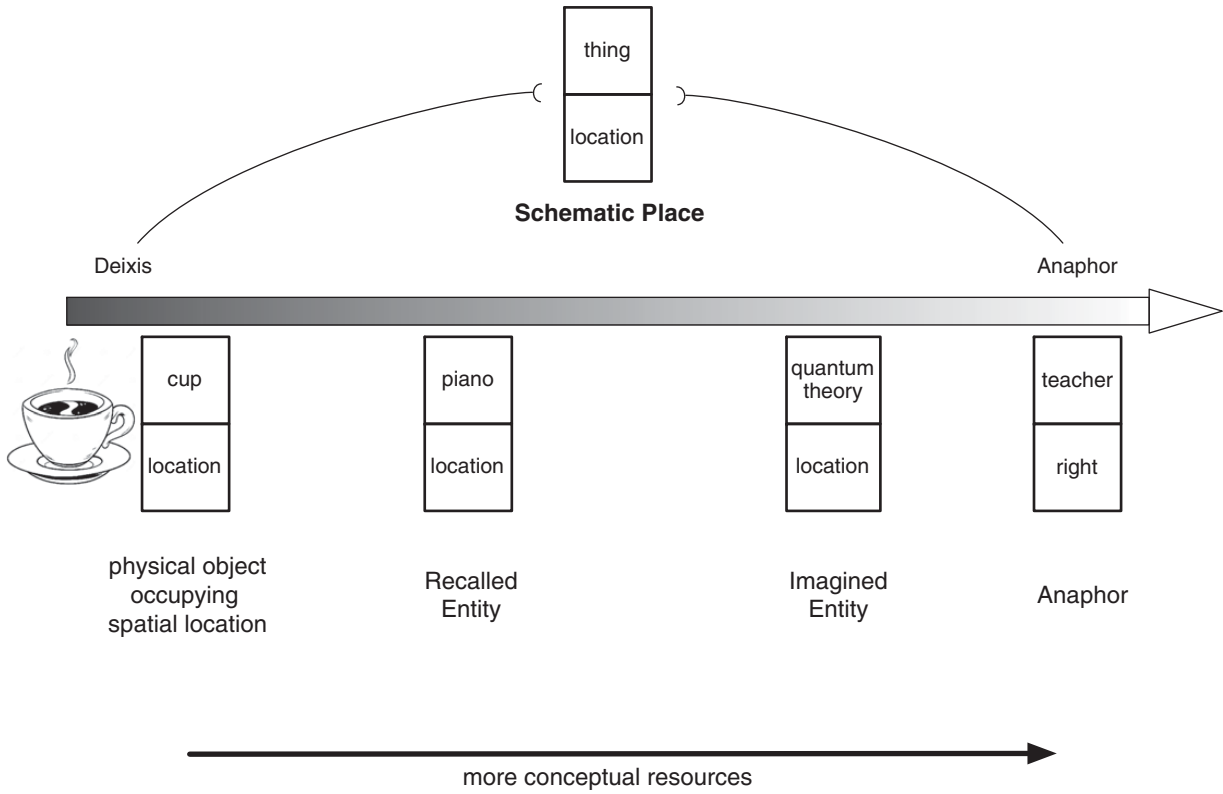 thing
location
Schematic Place
Deixis
Anaphor
cup
location
piano
location
quantum
theory
location
teacher
right
physical object
occupying
spatial location
Recalled
Entity
Imagined
Entity
Anaphor
more conceptual resources